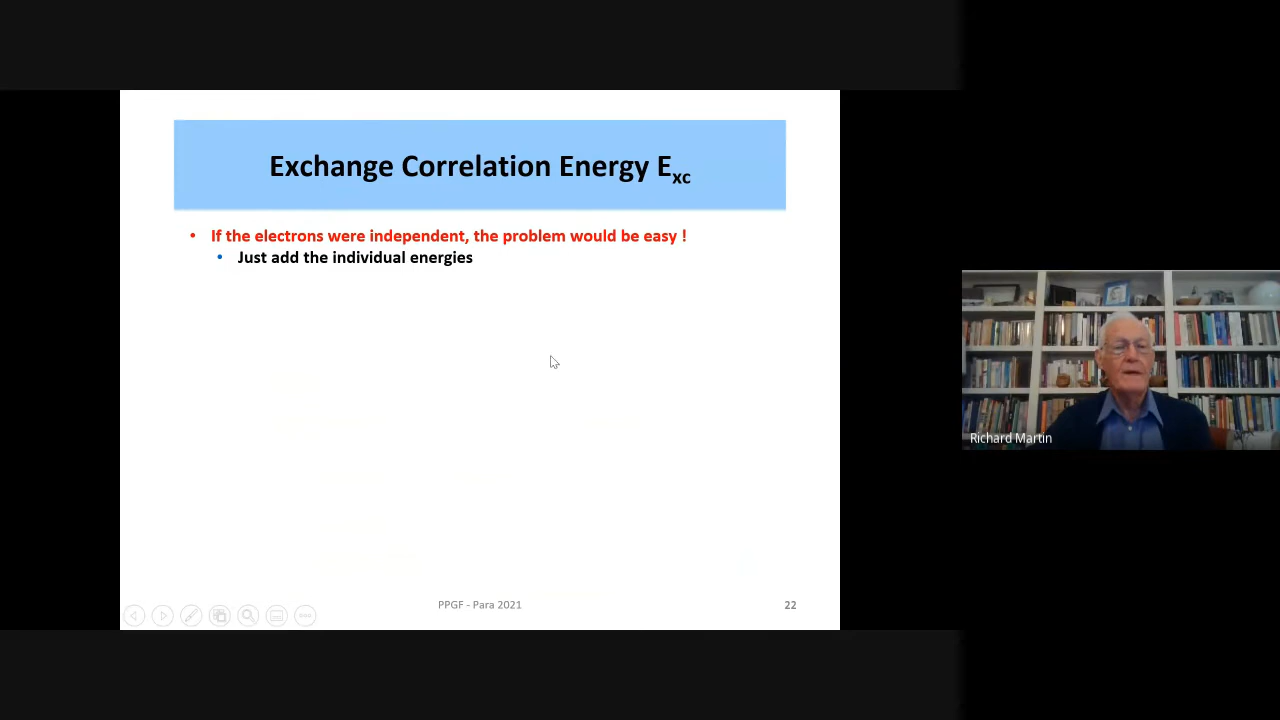 Exchange Correlation Energy Exc
• If the electrons were independent, the problem would be easy !
• Just add the individual energies
PPGF - Para 2021
22
Richard Martin